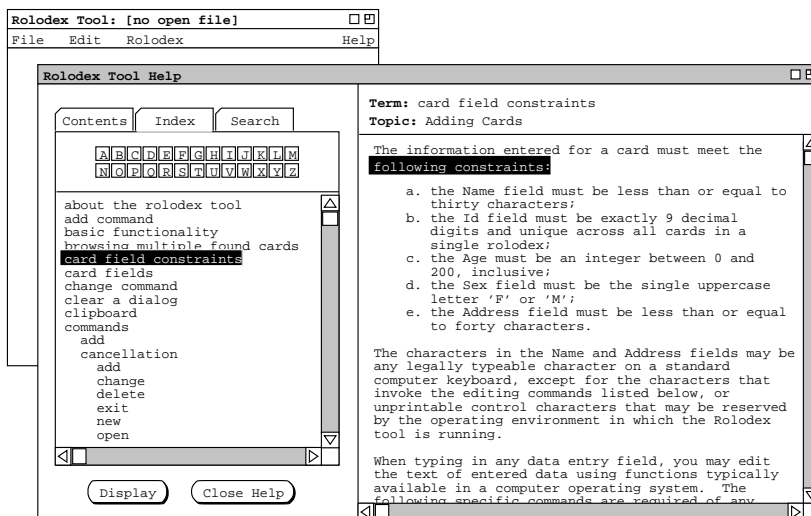 Rolodex Tool: [no open file]
File Edit Rolodex Help
Rolodex Tool Help
Contents Index Search
A B C D E F G H I J K L M
N O P Q R S T U V W X Y Z
about the rolodex tool
add command
basic functionality
browsing multiple found cards
card field constraints
card fields
change command
clear a dialog
clipboard
commands
add
cancellation
add
change
delete
exit
new
open
Display Close Help
Term: card field constraints
Topic: Adding Cards
The information entered for a card must meet the
following constraints:
a. the Name field must be less than or equal to
thirty characters;
b. the Id field must be exactly 9 decimal
digits and unique across all cards in a
single rolodex;
c. the Age must be an integer between 0 and
200, inclusive;
d. the Sex field must be the single uppercase
letter 'F' or 'M';
e. the Address field must be less than or equal
to forty characters.
The characters in the Name and Address fields may be
any legally typeable character on a standard
computer keyboard, except for the characters that
invoke the editing commands listed below, or
unprintable control characters that may be reserved
by the operating environment in which the Rolodex
tool is running.
When typing in any data entry field, you may edit
the text of entered data using functions typically
available in a computer operating system. The
following specific commands are required of any